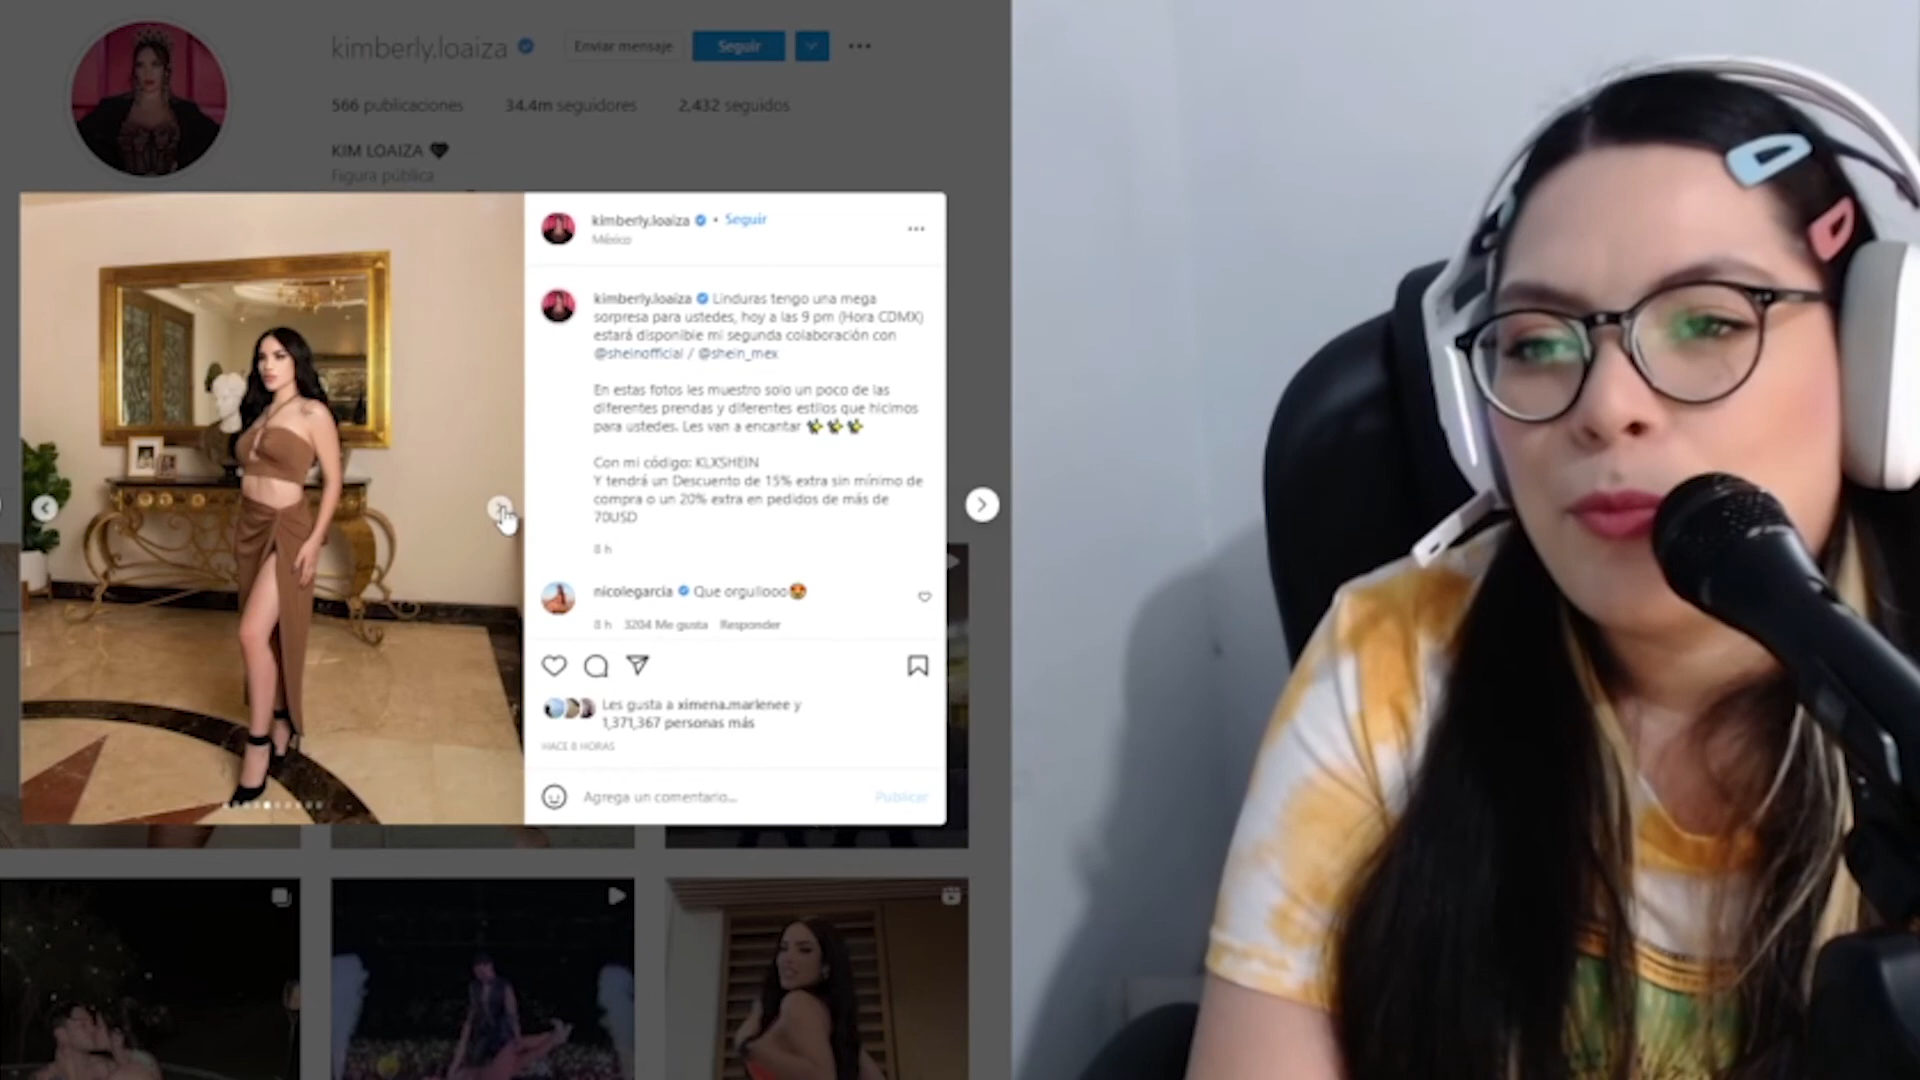 kimberly.loaiza
Enviar mensaje
Seguir
566 publicaciones
34.4m seguidores
2,432 seguidos
KIM LOAIZA 🖤
Figura pública
kimberly.loaiza • Seguir
México
kimberly.loaiza Linduras tengo una mega
sorpresa para ustedes, hoy a las 9 pm (Hora CDMX)
estará disponible mi segunda colaboración con
@sheinofficial / @shein_mex
En estas fotos les muestro solo un poco de las
diferentes prendas y diferentes estilos que hicimos
para ustedes. Les van a encantar
Con mi código: KLXSHEIN
Y tendrá un Descuento de 15% extra sin mínimo de
compra o un 20% extra en pedidos de más de
70USD
8 h
nicolegarcia Que orgullooo😍
8 h 3204 Me gusta Responder
Les gusta a ximena.marlenee y
1,371,367 personas más
HACE 8 HORAS
Agrega un comentario...
Publicar